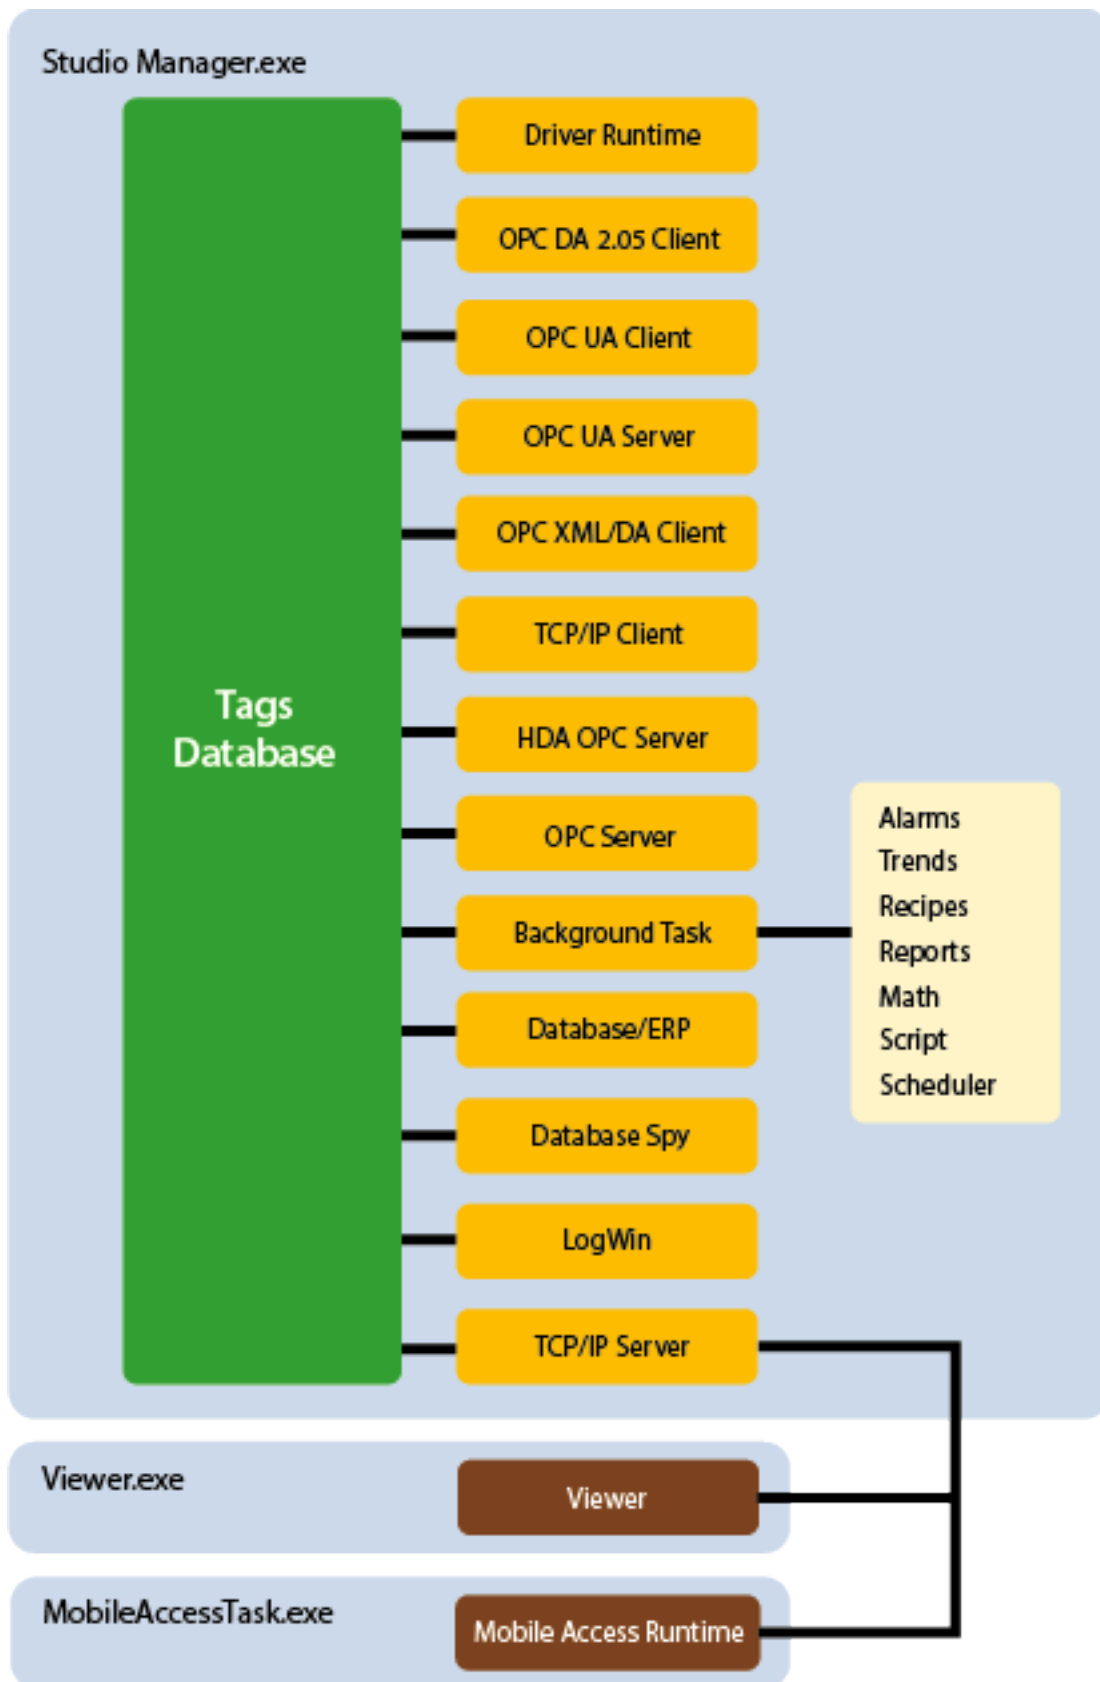 Studio Manager.exe
Driver Runtime
OPC DA 2.05 Client
OPC UA Client
OPC UA Server
OPC XML/DA Client
TCP/IP Client
Tags
Database
HDA OPC Server
OPC Server
Background Task
Alarms
Trends
Recipes
Reports
Math
Script
Scheduler
Database/ERP
Database Spy
LogWin
TCP/IP Server
Viewer.exe
Viewer
MobileAccessTask.exe
Mobile Access Runtime